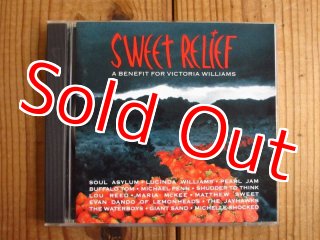 SWEET RELIEF
A BENEFIT FOR VICTORIA WILLIAMS
Sold Out
SOUL ASYLUM • LUCINDA WILLIAMS • PEARL JAM
BUFFALO TOM • MICHAEL PENN • SHUDDER TO THINK
LOU REED • MARIA MCKEE • MATTHEW SWEET
EVAN DANDO OF LEMONHEADS • THE JAYHAWKS
THE WATERBOYS • GIANT SAND • MICHELLE SHOCKED